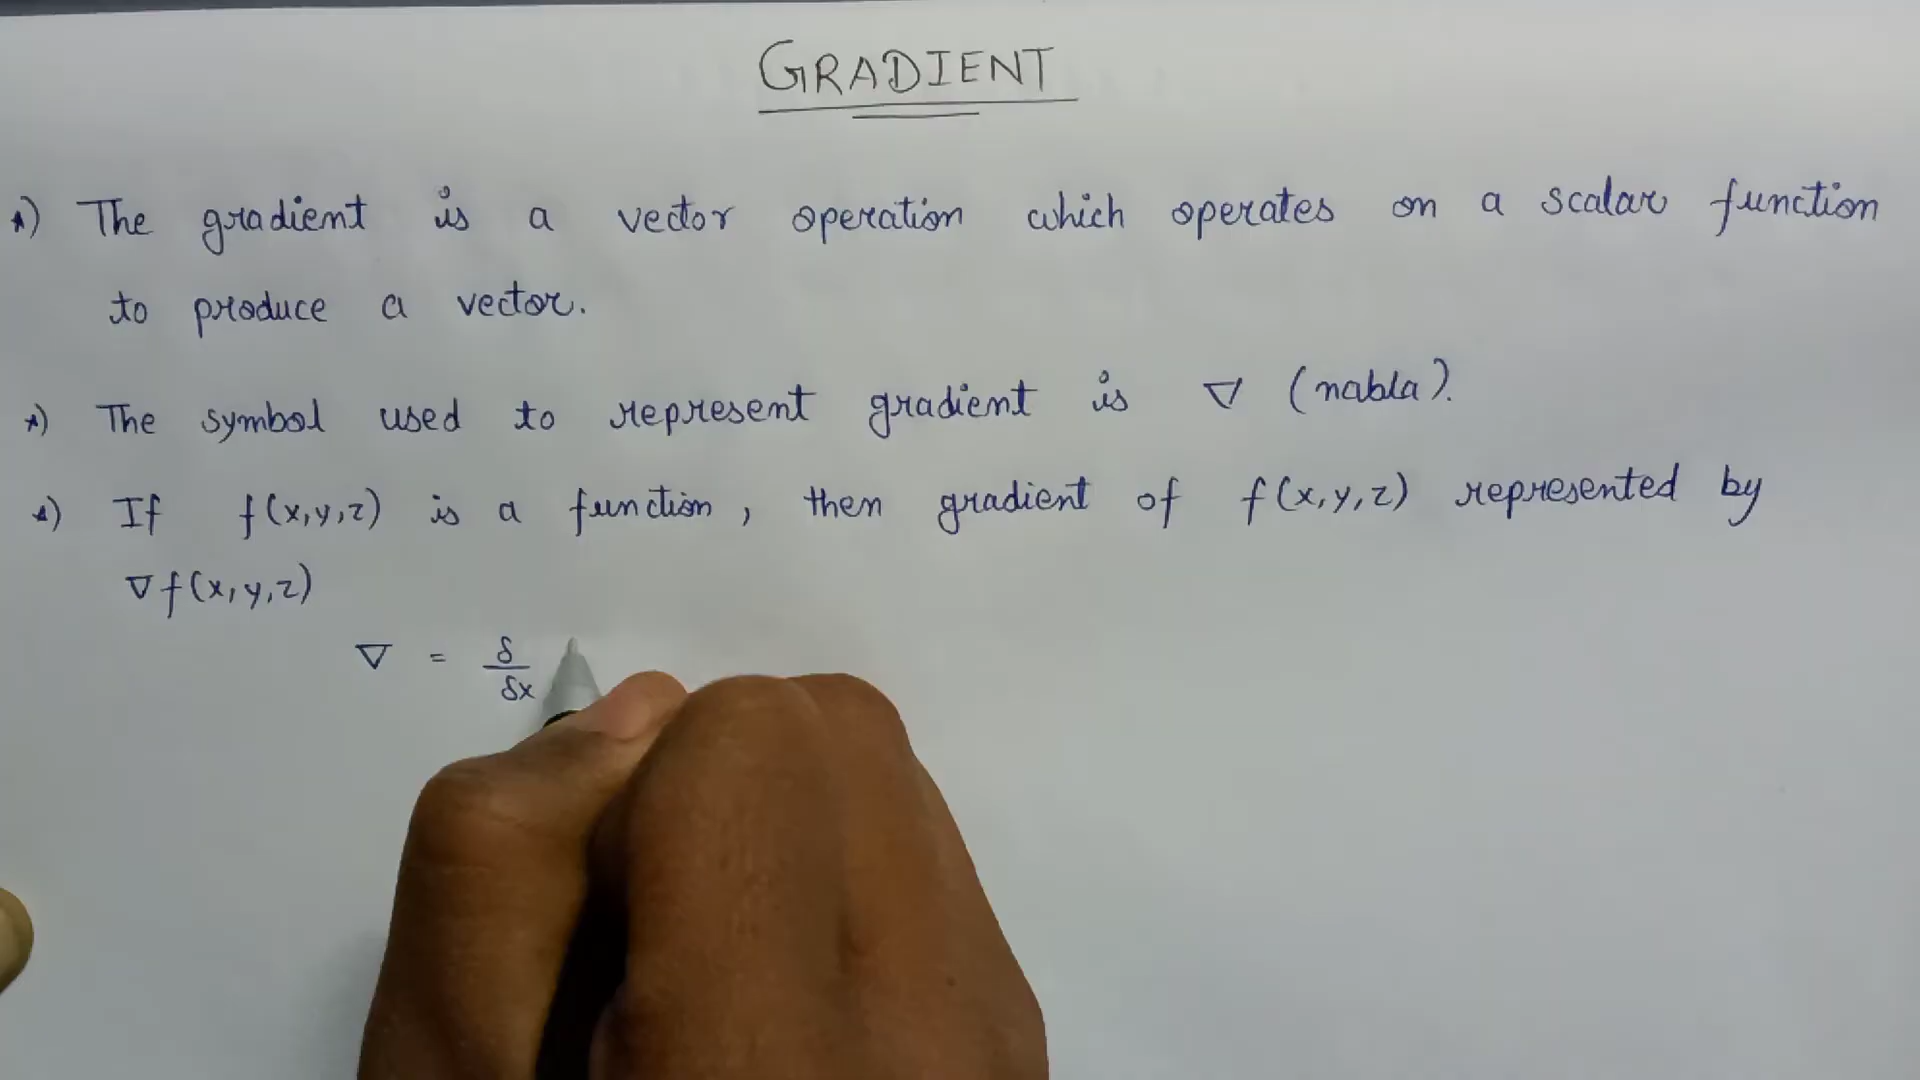 GRADIENT
*) The gradient is a vector operation which operates on a scalar function
to produce a vector.
*) The symbol used to represent gradient is ∇ (nabla).
*) If f(x,y,z) is a function, then gradient of f(x,y,z) represented by
∇f(x,y,z)
∇ = δ/δx